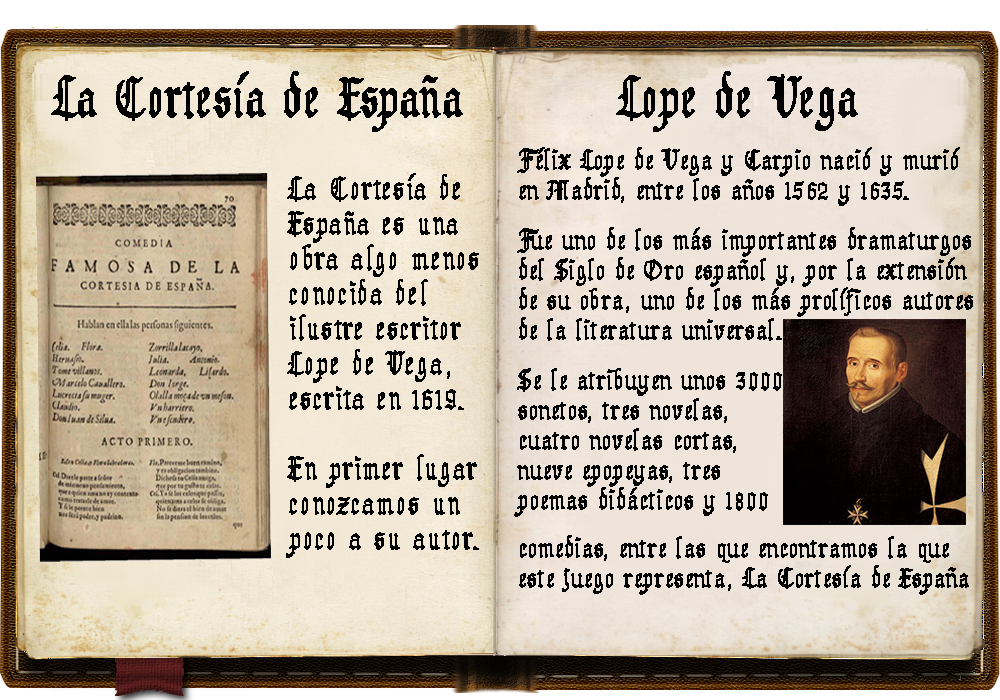 La Cortesía de España
70
COMEDIA
FAMOSA DE LA
CORTESIA DE ESPAÑA.
Hablan en ella las personas siguientes.
Celia. Flora. Zorrilla lacayo,
Hernaso. Iulia. Antonio.
Tome villano. Leonarda, Lisardo.
Marcelo Cauallero. Don Iorge.
Lucrecia su muger. Olalla moça de un meson.
Claudio. Vn harriero.
Don Iuan de Silua. Vn escudero.
ACTO PRIMERO.
La Cortesía de
España es una
obra algo menos
conocida del
ilustre escritor
Lope de Vega,
escrita en 1619.
En primer lugar
conozcamos un
poco a su autor.
Lope de Vega
Félix Lope de Vega y Carpio nació y murió
en Madrid, entre los años 1562 y 1635.
Fue uno de los más importantes dramaturgos
del Siglo de Oro español y, por la extensión
de su obra, uno de los más prolíficos autores
de la literatura universal.
Se le atribuyen unos 3000
sonetos, tres novelas,
cuatro novelas cortas,
nueve epopeyas, tres
poemas didácticos y 1800
comedias, entre las que encontramos la que
este juego representa, La Cortesía de España